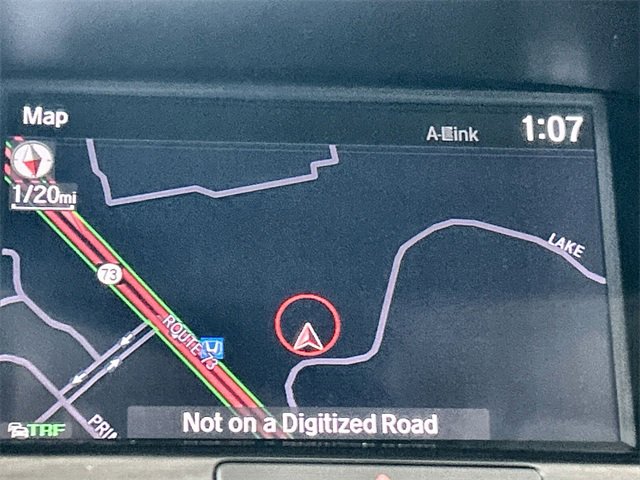 Map
A-Link
1:07
1/20mi
LAKE
73
ROUTE 73
TRF
Not on a Digitized Road